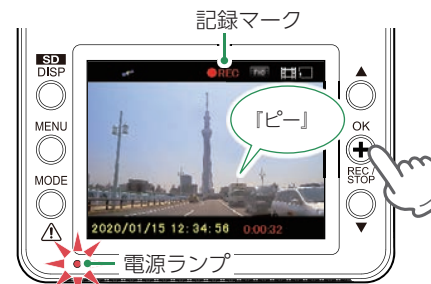 記録マーク
SD
DISP
REC
FHD
『ピー』
MENU
OK
REC/
STOP
MODE
2020/01/15 12:34:56 0:00:32
電源ランプ